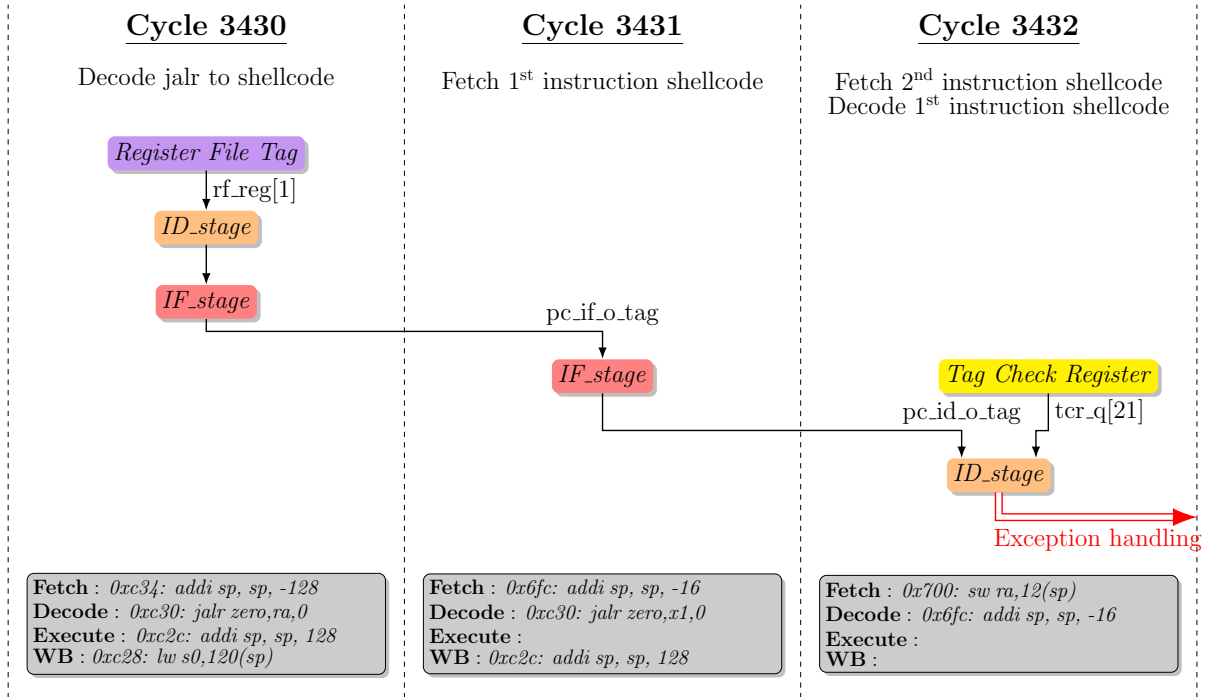 Cycle 3430
Decode jalr to shellcode
Register File Tag
rf_reg[1]
ID_stage
IF_stage
Fetch : 0xc34: addi sp, sp, -128
Decode : 0xc30: jalr zero,ra,0
Execute : 0xc2c: addi sp, sp, 128
WB : 0xc28: lw s0,120(sp)
Cycle 3431
Fetch 1st instruction shellcode
pc_if_o_tag
IF_stage
Fetch : 0x6fc: addi sp, sp, -16
Decode : 0xc30: jalr zero,x1,0
Execute :
WB : 0xc2c: addi sp, sp, 128
Cycle 3432
Fetch 2nd instruction shellcode
Decode 1st instruction shellcode
Tag Check Register
pc_id_o_tag
tcr_q[21]
ID_stage
Exception handling
Fetch : 0x700: sw ra,12(sp)
Decode : 0x6fc: addi sp, sp, -16
Execute :
WB :